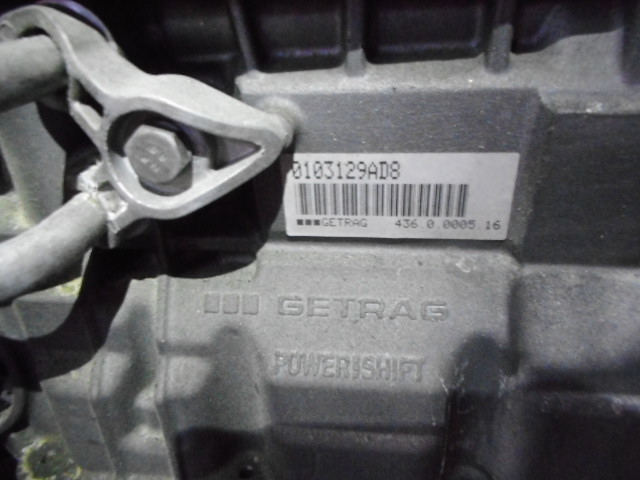 0103129AD8
GETRAG 436.0.0005.16
GETRAG
POWERSHIFT